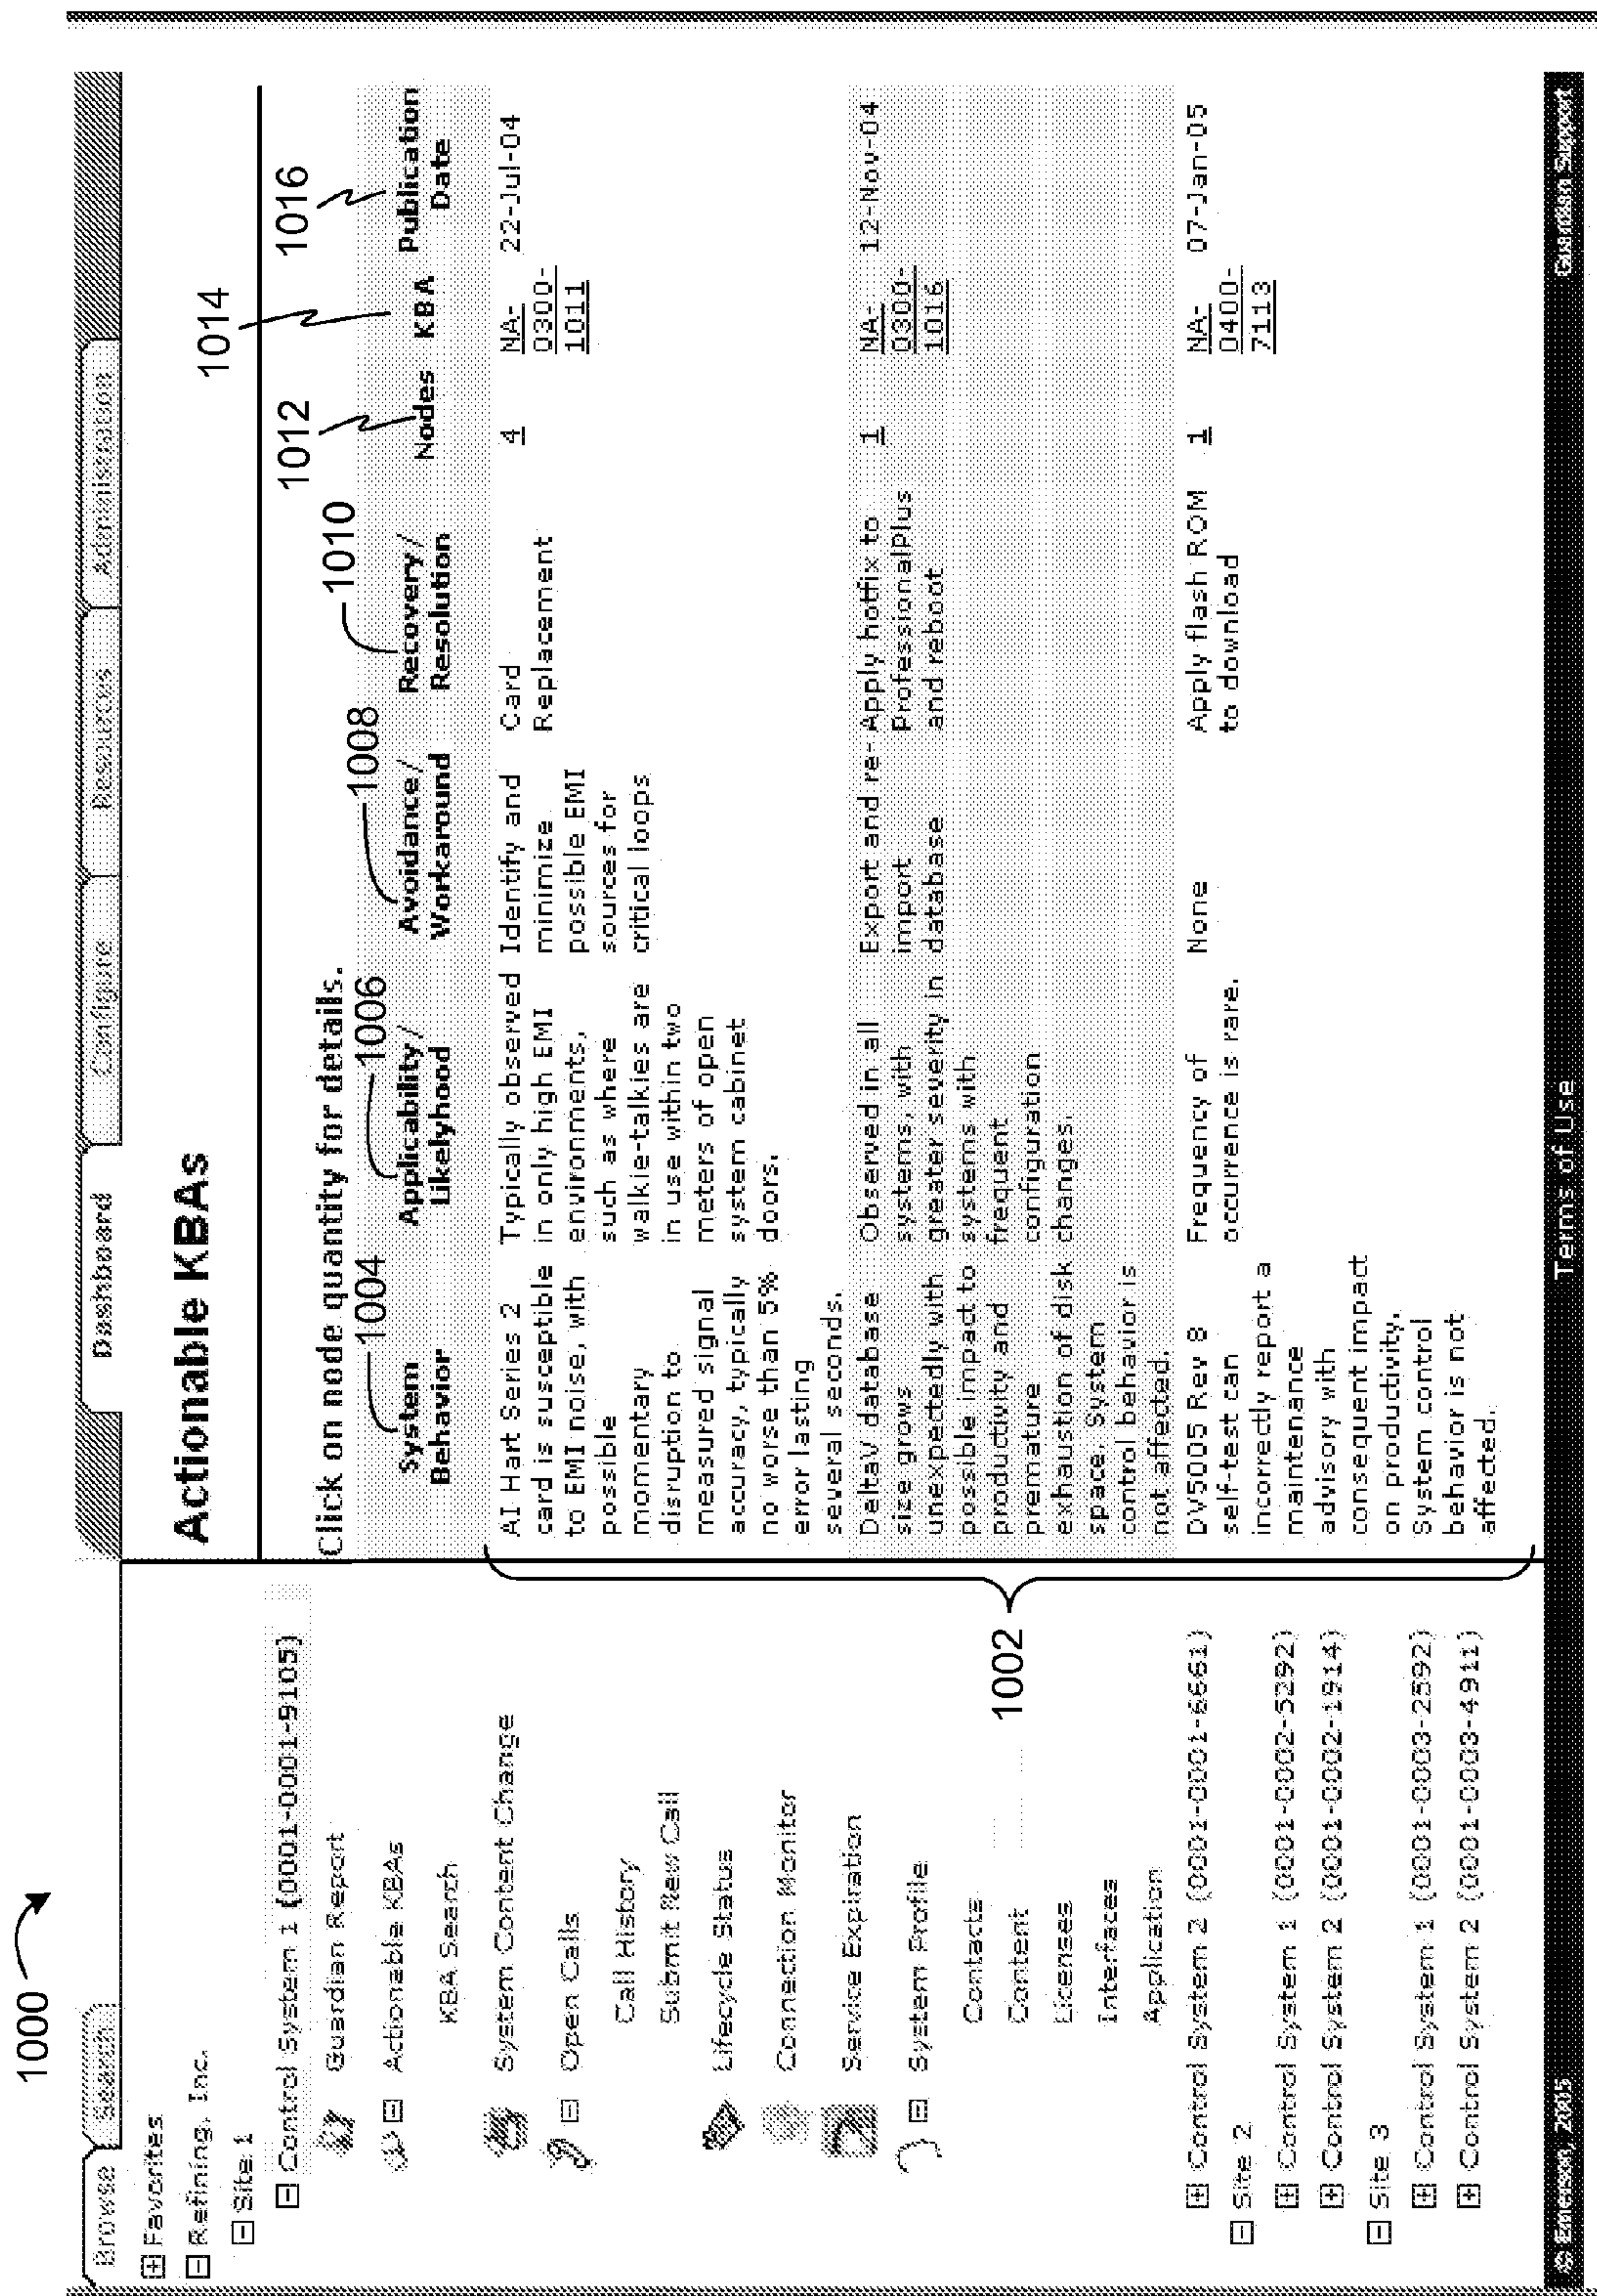 1000
Browse
Search
Favorites
Refining, Inc.
Site 1
Control System 1 (0001-0001-9105)
Guardian Report
Actionable KBAs
KBA Search
System Content Change
Open Calls
Call History
Submit New Call
Lifecycle Status
Connection Monitor
Service Expiration
System Profile
Contacts
Content
Licenses
Interfaces
Application
Control System 2 (0001-0001-6661)
Site 2
Control System 1 (0001-0002-5292)
Control System 2 (0001-0002-1914)
Site 3
Control System 1 (0001-0003-2592)
Control System 2 (0001-0003-4911)
1002
Dashboard
Configure
Resources
Administration
Actionable KBAs
1014
Click on node quantity for details.
1004
1006
1008
1010
1012
1016
System
Behavior
Applicability/
Likelyhood
Avoidance/
Workaround
Recovery/
Resolution
Nodes
KBA
Publication
Date
AI Hart Series 2
card is susceptible
to EMI noise, with
possible
momentary
disruption to
measured signal
accuracy, typically
no worse than 5%
error lasting
several seconds.
Typically observed
in only high EMI
environments,
such as where
walkie-talkies are
in use within two
meters of open
system cabinet
doors.
Identify and
minimize
possible EMI
sources for
critical loops
Card
Replacement
4
NA-
0300-
1011
22-Jul-04
DeltaV database
size grows
unexpectedly with
possible impact to
productivity and
premature
exhaustion of disk
space. System
control behavior is
not affected.
Observed in all
systems, with
greater severity in
systems with
frequent
configuration
changes.
Export and re-
import
database
Apply hotfix to
ProfessionalPlus
and reboot
1
NA-
0300-
1016
12-Nov-04
DV5005 Rev 8
self-test can
incorrectly report a
maintenance
advisory with
consequent impact
on productivity.
System control
behavior is not
affected.
Frequency of
occurrence is rare.
None
Apply flash ROM
to download
1
NA-
0400-
7113
07-Jan-05
© Emerson, 2005
Terms of Use
Guardian Support